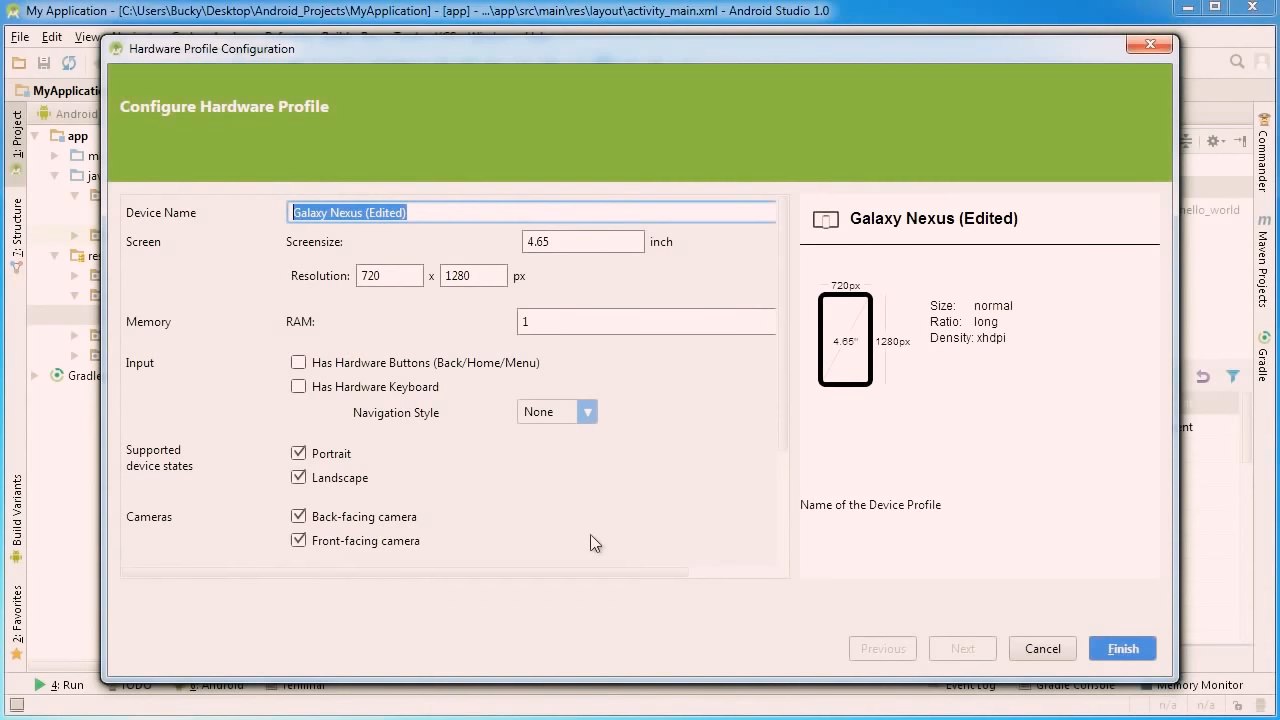 My Application - [C:\Users\Bucky\Desktop\Android_Projects\MyApplication] - [app] - ...\app\src\main\res\layout\activity_main.xml - Android Studio 1.0
File Edit View
Hardware Profile Configuration
MyApplicatio
Configure Hardware Profile
1: Project
Android
app
m
jav
7: Structure
res
Gradle
Build Variants
2: Favorites
Device Name
Galaxy Nexus (Edited)
Screen
Screensize:
4.65
inch
Resolution:
720
x
1280
px
Memory
RAM:
1
Input
Has Hardware Buttons (Back/Home/Menu)
Has Hardware Keyboard
Navigation Style
None
Supported
device states
Portrait
Landscape
Cameras
Back-facing camera
Front-facing camera
Galaxy Nexus (Edited)
720px
4.65"
1280px
Size: normal
Ratio: long
Density: xhdpi
Name of the Device Profile
Previous
Next
Cancel
Finish
Commander
hello_world
Maven Projects
Gradle
ent
4: Run
TODO
6: Android
Terminal
Event Log
Gradle Console
Memory Monitor
n/a
n/a